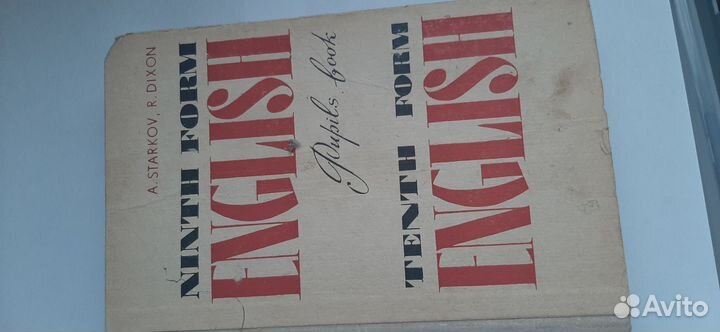 A. STARKOV, R. DIXON
NINTH FORM
ENGLISH
Pupil's book
TENTH FORM
ENGLISH
Avito